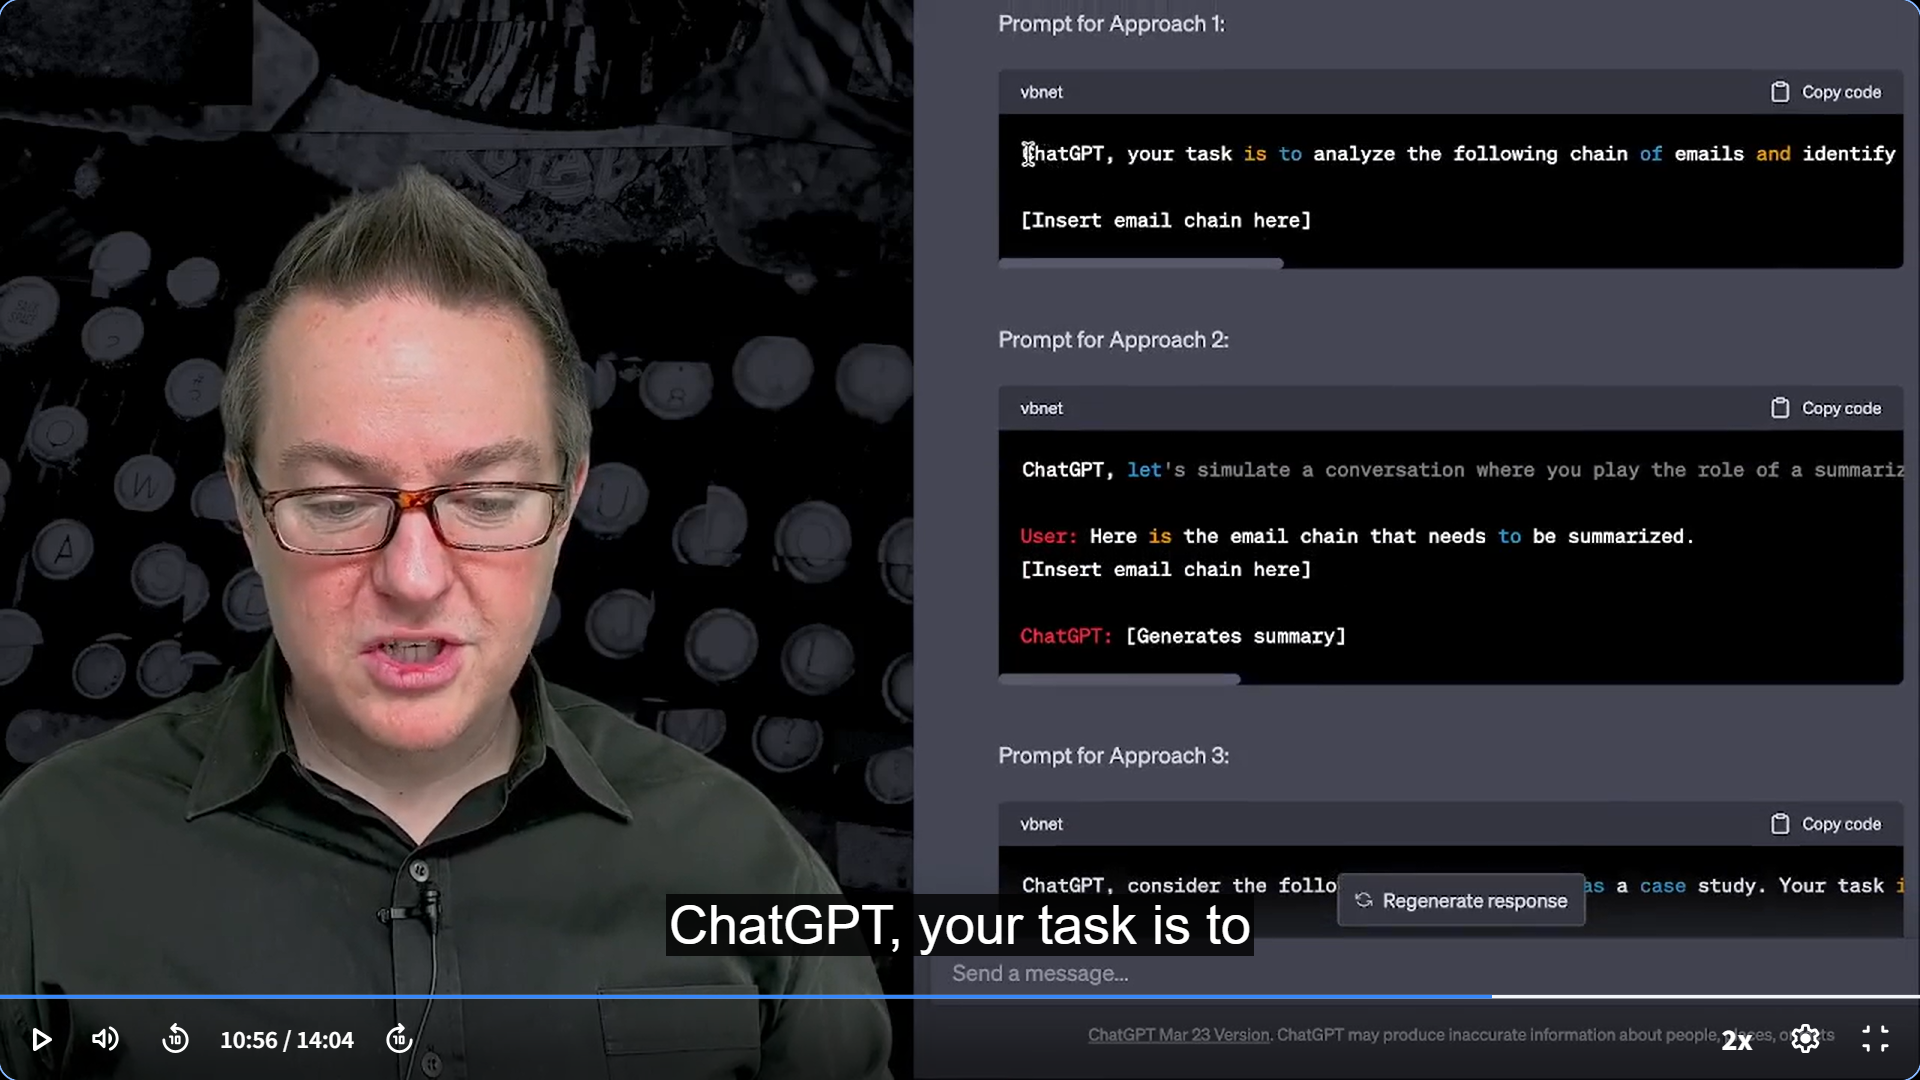 Prompt for Approach 1:
vbnet
Copy code
ChatGPT, your task is to analyze the following chain of emails and identify
[Insert email chain here]
Prompt for Approach 2:
vbnet
Copy code
ChatGPT, let's simulate a conversation where you play the role of a summariz
User: Here is the email chain that needs to be summarized.
[Insert email chain here]
ChatGPT: [Generates summary]
Prompt for Approach 3:
vbnet
Copy code
ChatGPT, consider the follo as a case study. Your task i
Regenerate response
ChatGPT, your task is to
Send a message...
10
10:56 / 14:04
10
ChatGPT Mar 23 Version. ChatGPT may produce inaccurate information about people,
2x